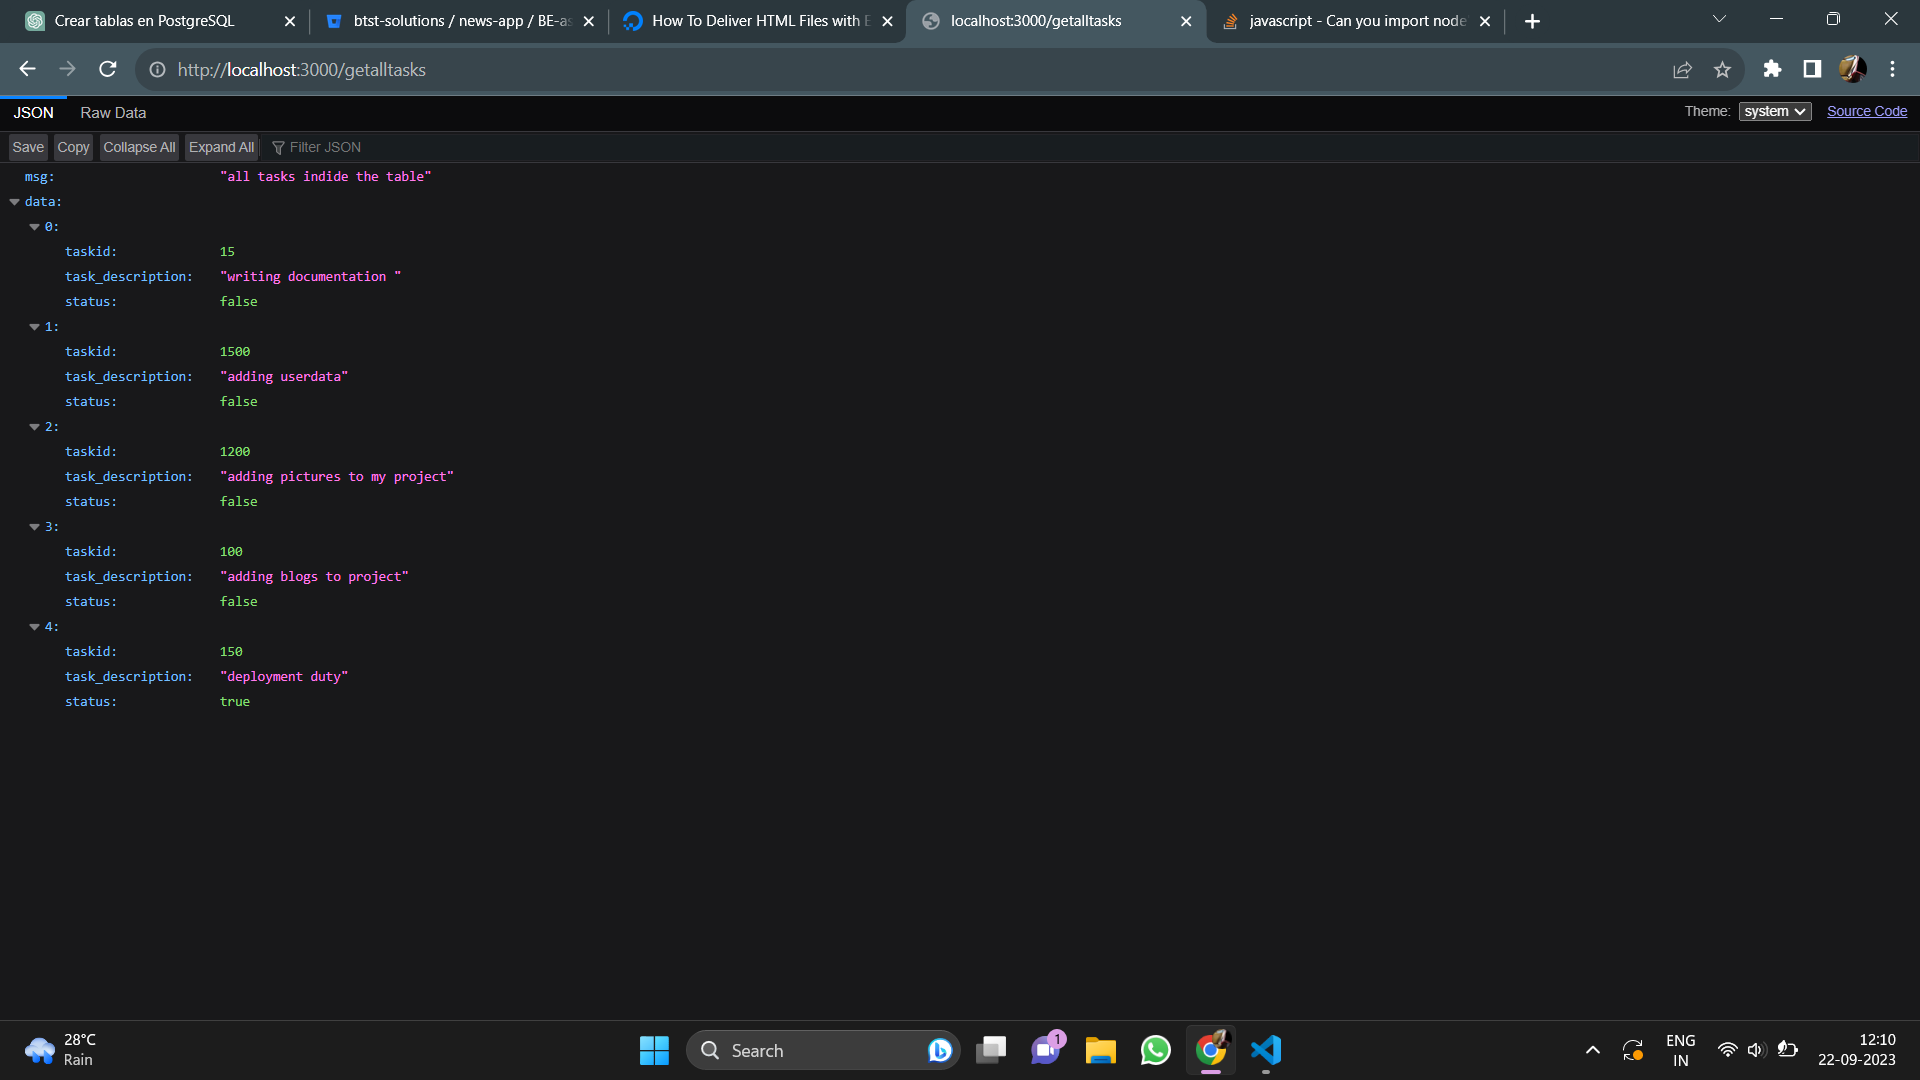 Crear tablas en PostgreSQL
btst-solutions / news-app / BE-as
How To Deliver HTML Files with E
localhost:3000/getalltasks
javascript - Can you import node
http://localhost:3000/getalltasks
JSON Raw Data Theme: system Source Code
Save Copy Collapse All Expand All Filter JSON
msg: "all tasks indide the table"
data:
0:
taskid: 15
task_description: "writing documentation "
status: false
1:
taskid: 1500
task_description: "adding userdata"
status: false
2:
taskid: 1200
task_description: "adding pictures to my project"
status: false
3:
taskid: 100
task_description: "adding blogs to project"
status: false
4:
taskid: 150
task_description: "deployment duty"
status: true
28°C
Rain
Search
1
ENG
IN
12:10
22-09-2023